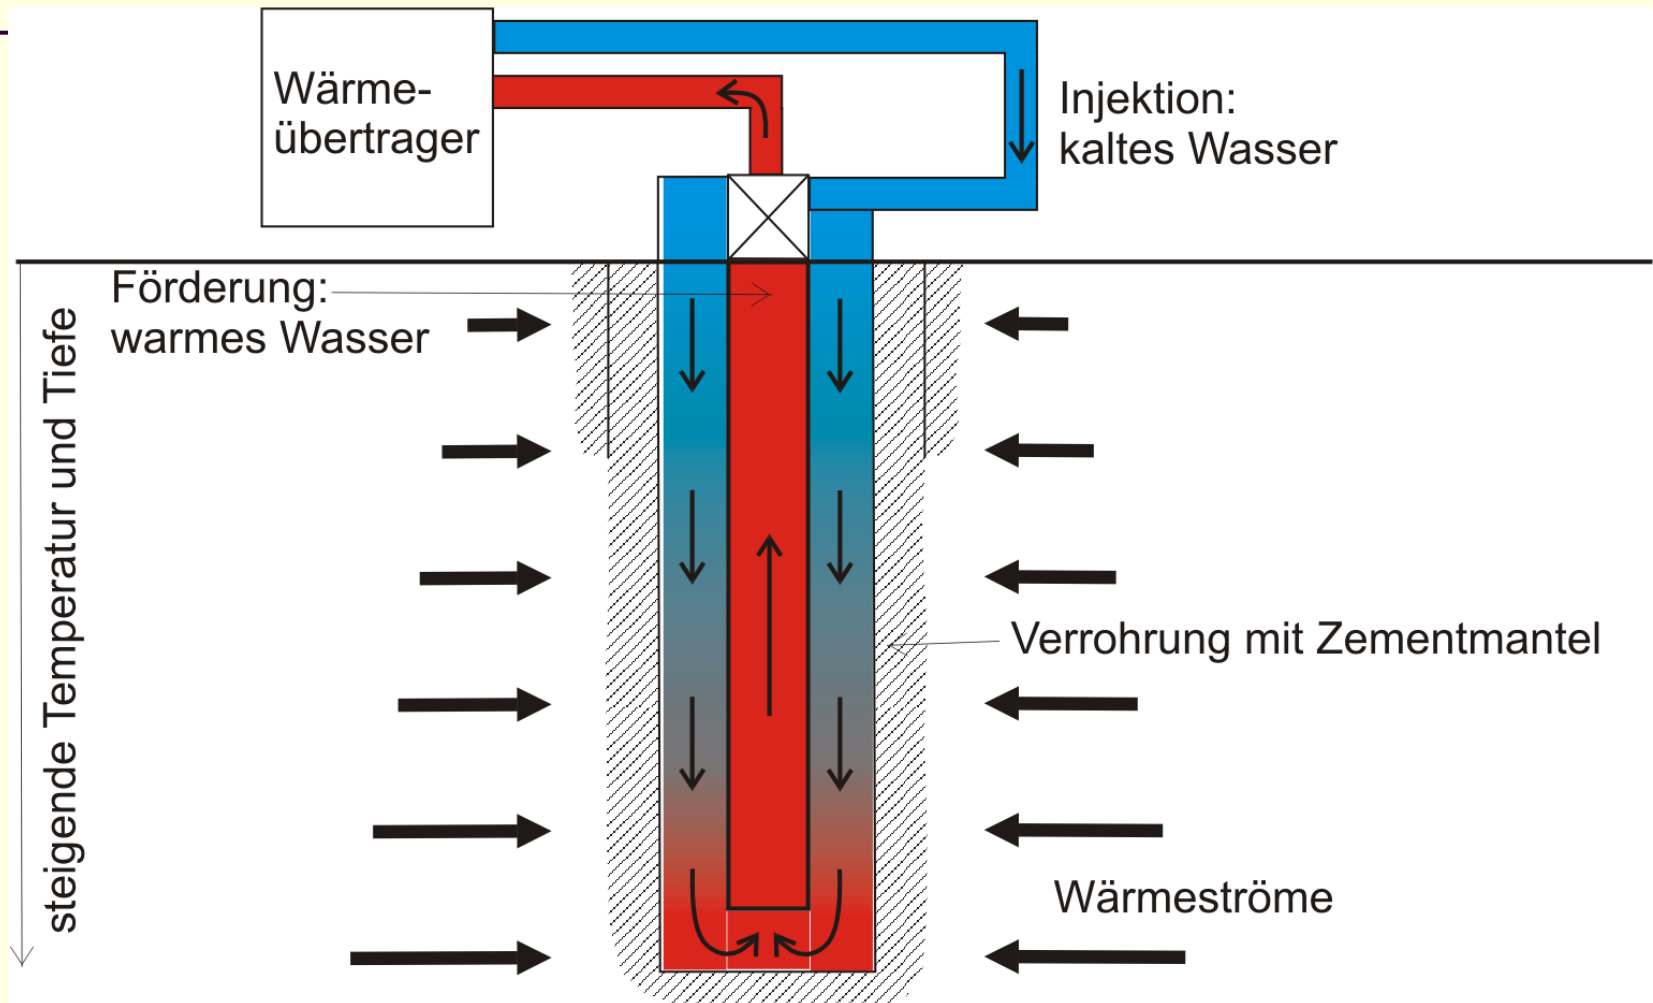 Wärme-
übertrager
Injektion:
kaltes Wasser
Förderung:
warmes Wasser
steigende Temperatur und Tiefe
Verrohrung mit Zementmantel
Wärmeströme